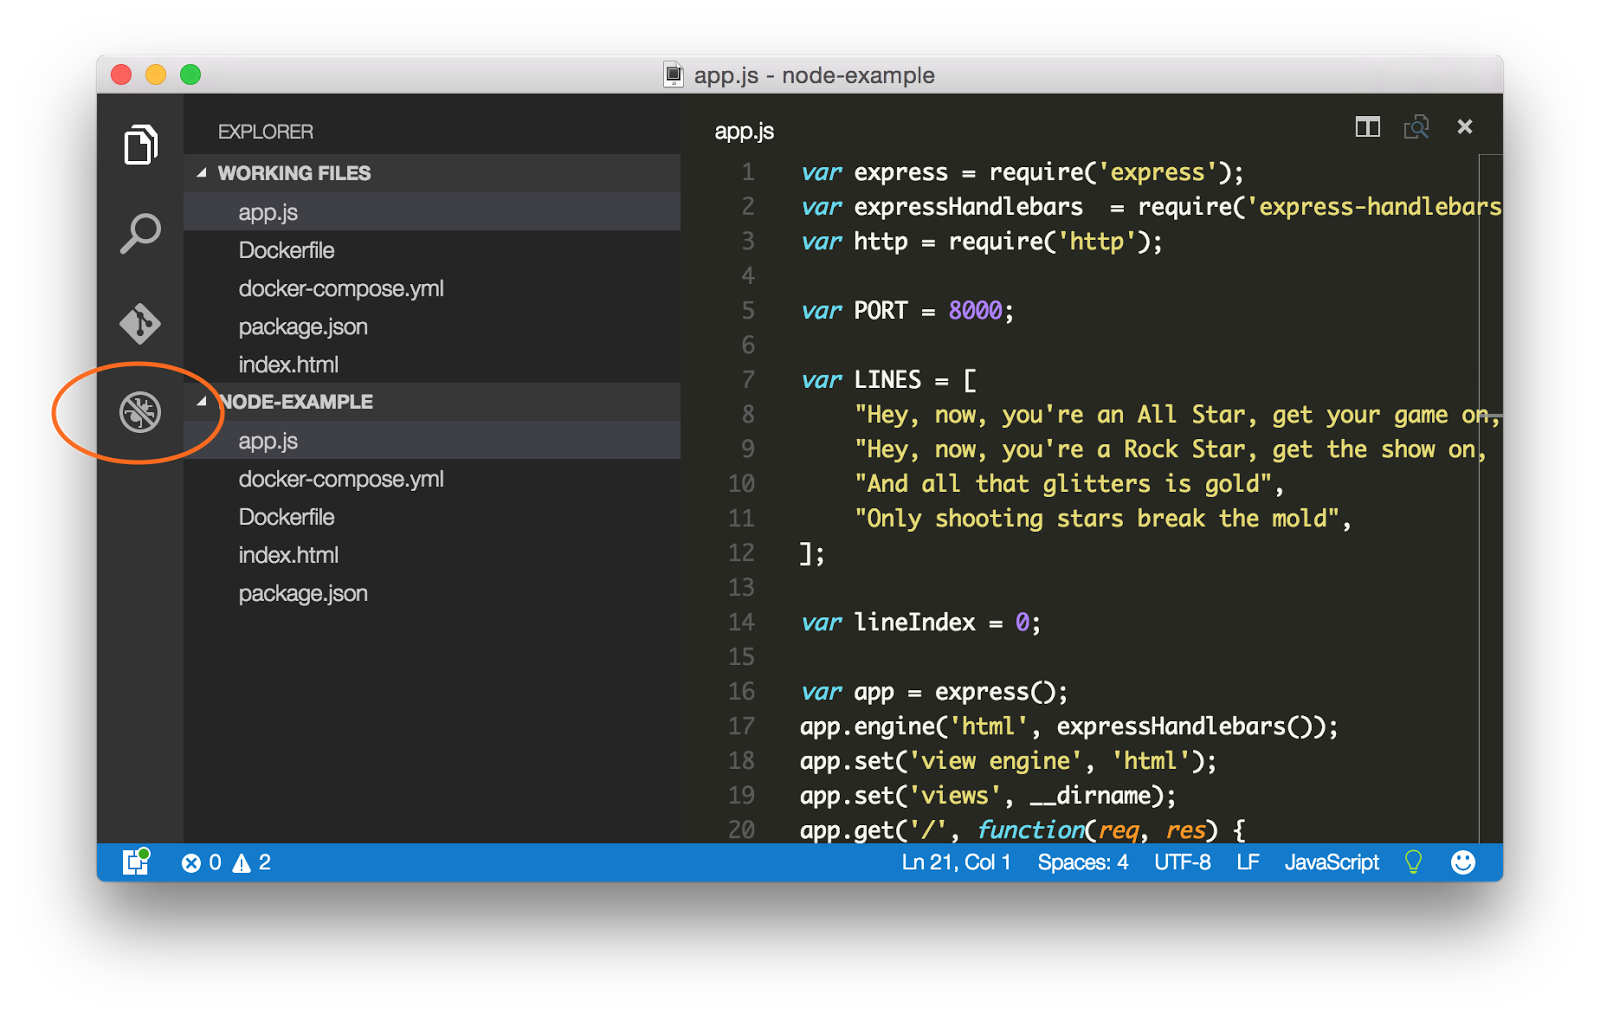 app.js - node-example
EXPLORER
WORKING FILES
app.js
Dockerfile
docker-compose.yml
package.json
index.html
NODE-EXAMPLE
app.js
docker-compose.yml
Dockerfile
index.html
package.json
app.js
1 var express = require('express');
2 var expressHandlebars  = require('express-handlebars
3 var http = require('http');
4
5 var PORT = 8000;
6
7 var LINES = [
8     "Hey, now, you're an All Star, get your game on,
9     "Hey, now, you're a Rock Star, get the show on,
10     "And all that glitters is gold",
11     "Only shooting stars break the mold",
12 ];
13
14 var lineIndex = 0;
15
16 var app = express();
17 app.engine('html', expressHandlebars());
18 app.set('view engine', 'html');
19 app.set('views', __dirname);
20 app.get('/', function(req, res) {
0 2 Ln 21, Col 1 Spaces: 4 UTF-8 LF JavaScript